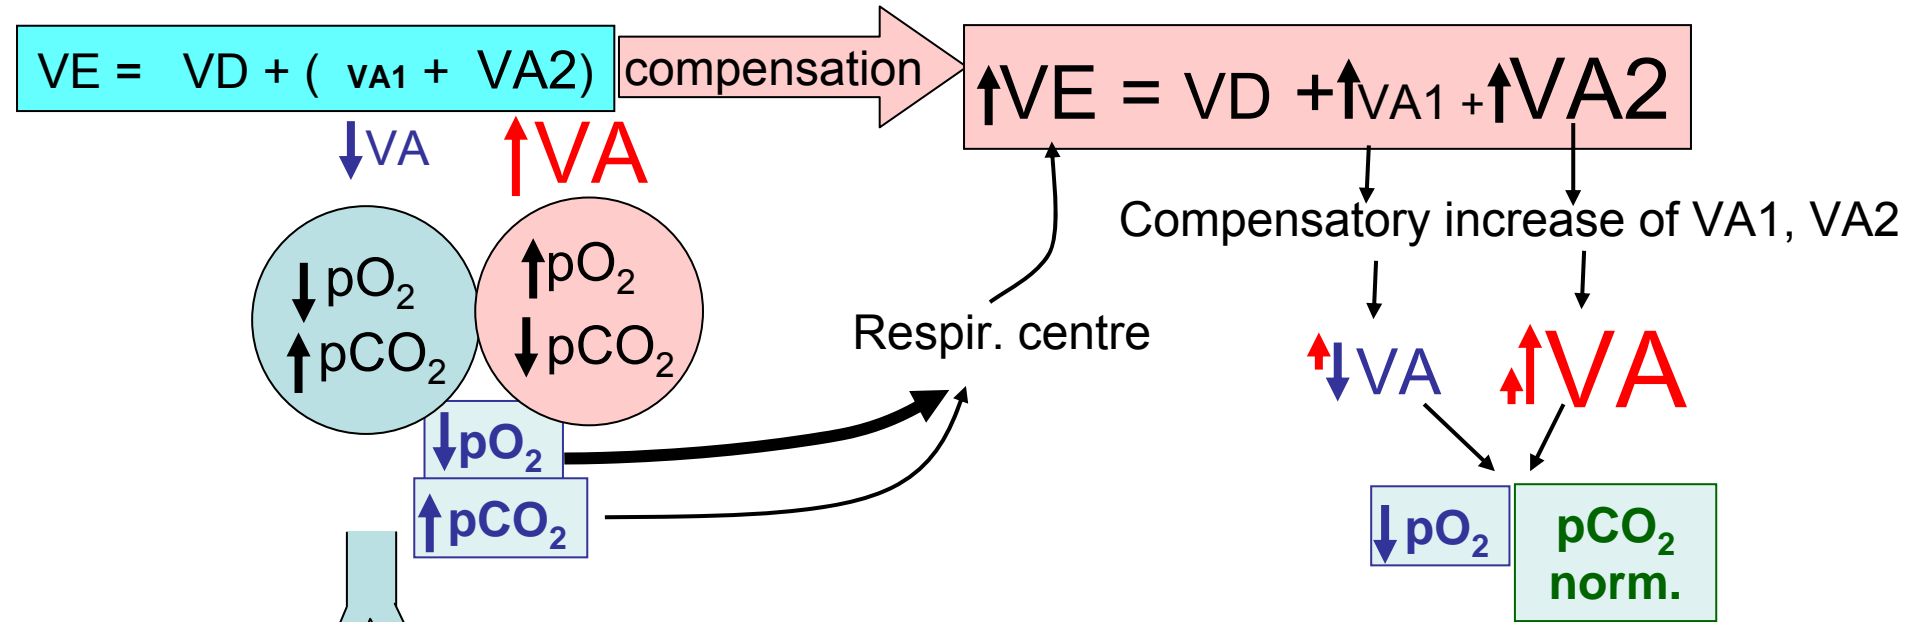 VE = VD + ( VA1 + VA2)
compensation
↑VE = VD +↑VA1 +↑VA2
↓VA ↑VA
Compensatory increase of VA1, VA2
↓pO₂
↑pCO₂
↑pO₂
↓pCO₂
Respir. centre
↑↓VA ↑↑VA
↓pO₂
↑pCO₂
↓pO₂
pCO₂
norm.